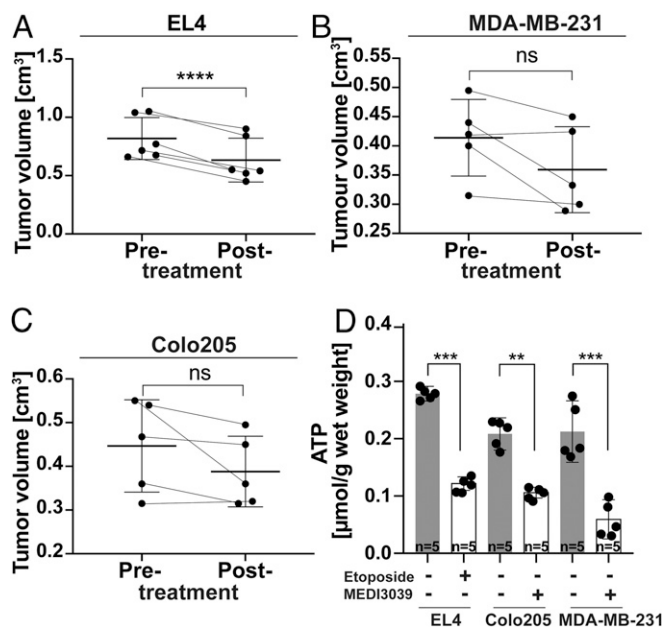 A
EL4
Tumor volume [cm³]
1.5
1.0
0.5
0.0
****
Pre-
Post-
treatment
B
MDA-MB-231
Tumour volume [cm³]
0.55
0.50
0.45
0.40
0.35
0.30
0.25
ns
Pre-
Post-
treatment
C
Colo205
Tumor volume [cm³]
0.6
0.5
0.4
0.3
0.2
ns
Pre-
Post-
treatment
D
ATP
[µmol/g wet weight]
0.4
0.3
0.2
0.1
0.0
*** ** ***
n=5 n=5 n=5 n=5 n=5 n=5
Etoposide - + - - - -
MEDI3039 - - - + - +
EL4 Colo205 MDA-MB-231